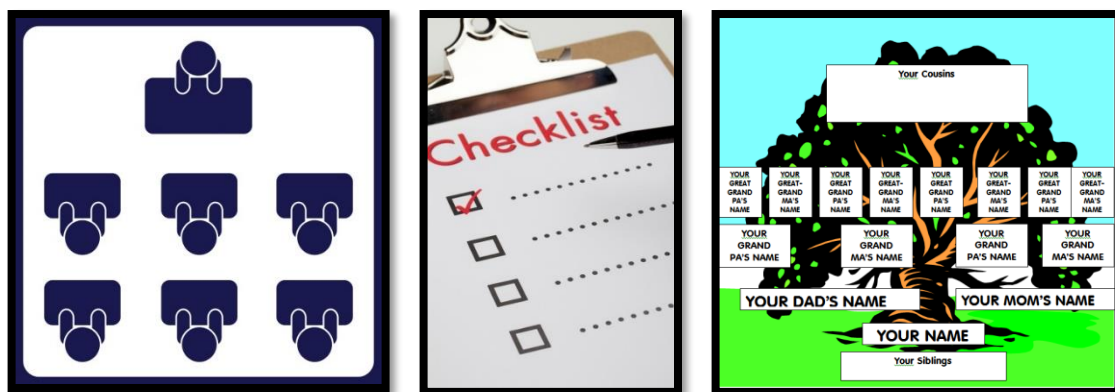 Checklist
Your Cousins
YOUR
GREAT
GRAND
PA'S
NAME
YOUR
GREAT-
GRAND
MA'S
NAME
YOUR
GREAT
GRAND
PA'S
NAME
YOUR
GREAT-
GRAND
MA'S
NAME
YOUR
GREAT
GRAND
PA'S
NAME
YOUR
GREAT-
GRAND
MA'S
NAME
YOUR
GREAT
GRAND
PA'S
NAME
YOUR
GREAT-
GRAND
MA'S
NAME
YOUR
GRAND
PA'S NAME
YOUR
GRAND
MA'S NAME
YOUR
GRAND
PA'S NAME
YOUR
GRAND
MA'S NAME
YOUR DAD'S NAME
YOUR MOM'S NAME
YOUR NAME
Your Siblings